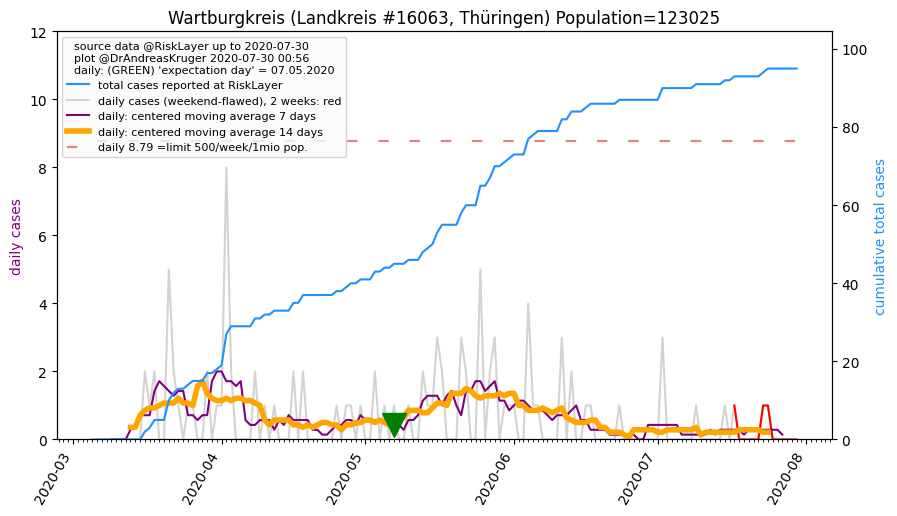 Wartburgkreis (Landkreis #16063, Thüringen) Population=123025
source data @RiskLayer up to 2020-07-30
plot @DrAndreasKruger 2020-07-30 00:56
daily: (GREEN) 'expectation day' = 07.05.2020
total cases reported at RiskLayer
daily cases (weekend-flawed), 2 weeks: red
daily: centered moving average 7 days
daily: centered moving average 14 days
daily 8.79 =limit 500/week/1mio pop.
daily cases
12
10
8
6
4
2
0
cumulative total cases
100
80
60
40
20
0
2020-03
2020-04
2020-05
2020-06
2020-07
2020-08